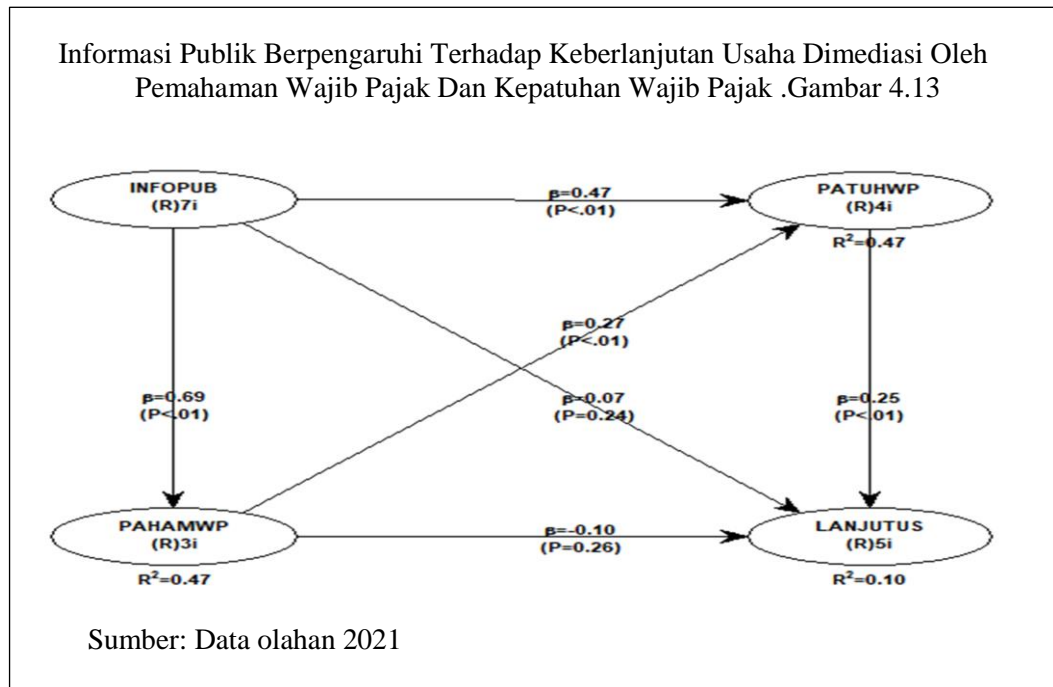 Informasi Publik Berpengaruhi Terhadap Keberlanjutan Usaha Dimediasi Oleh
Pemahaman Wajib Pajak Dan Kepatuhan Wajib Pajak .Gambar 4.13
INFOPUB
(R)7i
β=0.47
(P<.01)
PATUHWP
(R)4i
R²=0.47
β=0.27
(P<.01)
β=0.69
(P<.01)
β=0.07
(P=0.24)
β=0.25
(P<.01)
PAHAMWP
(R)3i
R²=0.47
β=-0.10
(P=0.26)
LANJUTUS
(R)5i
R²=0.10
Sumber: Data olahan 2021